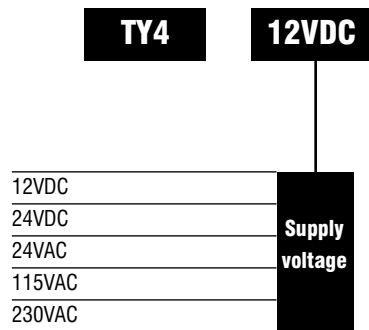 TY4 12VDC
12VDC
24VDC
24VAC
115VAC
230VAC
Supply
voltage